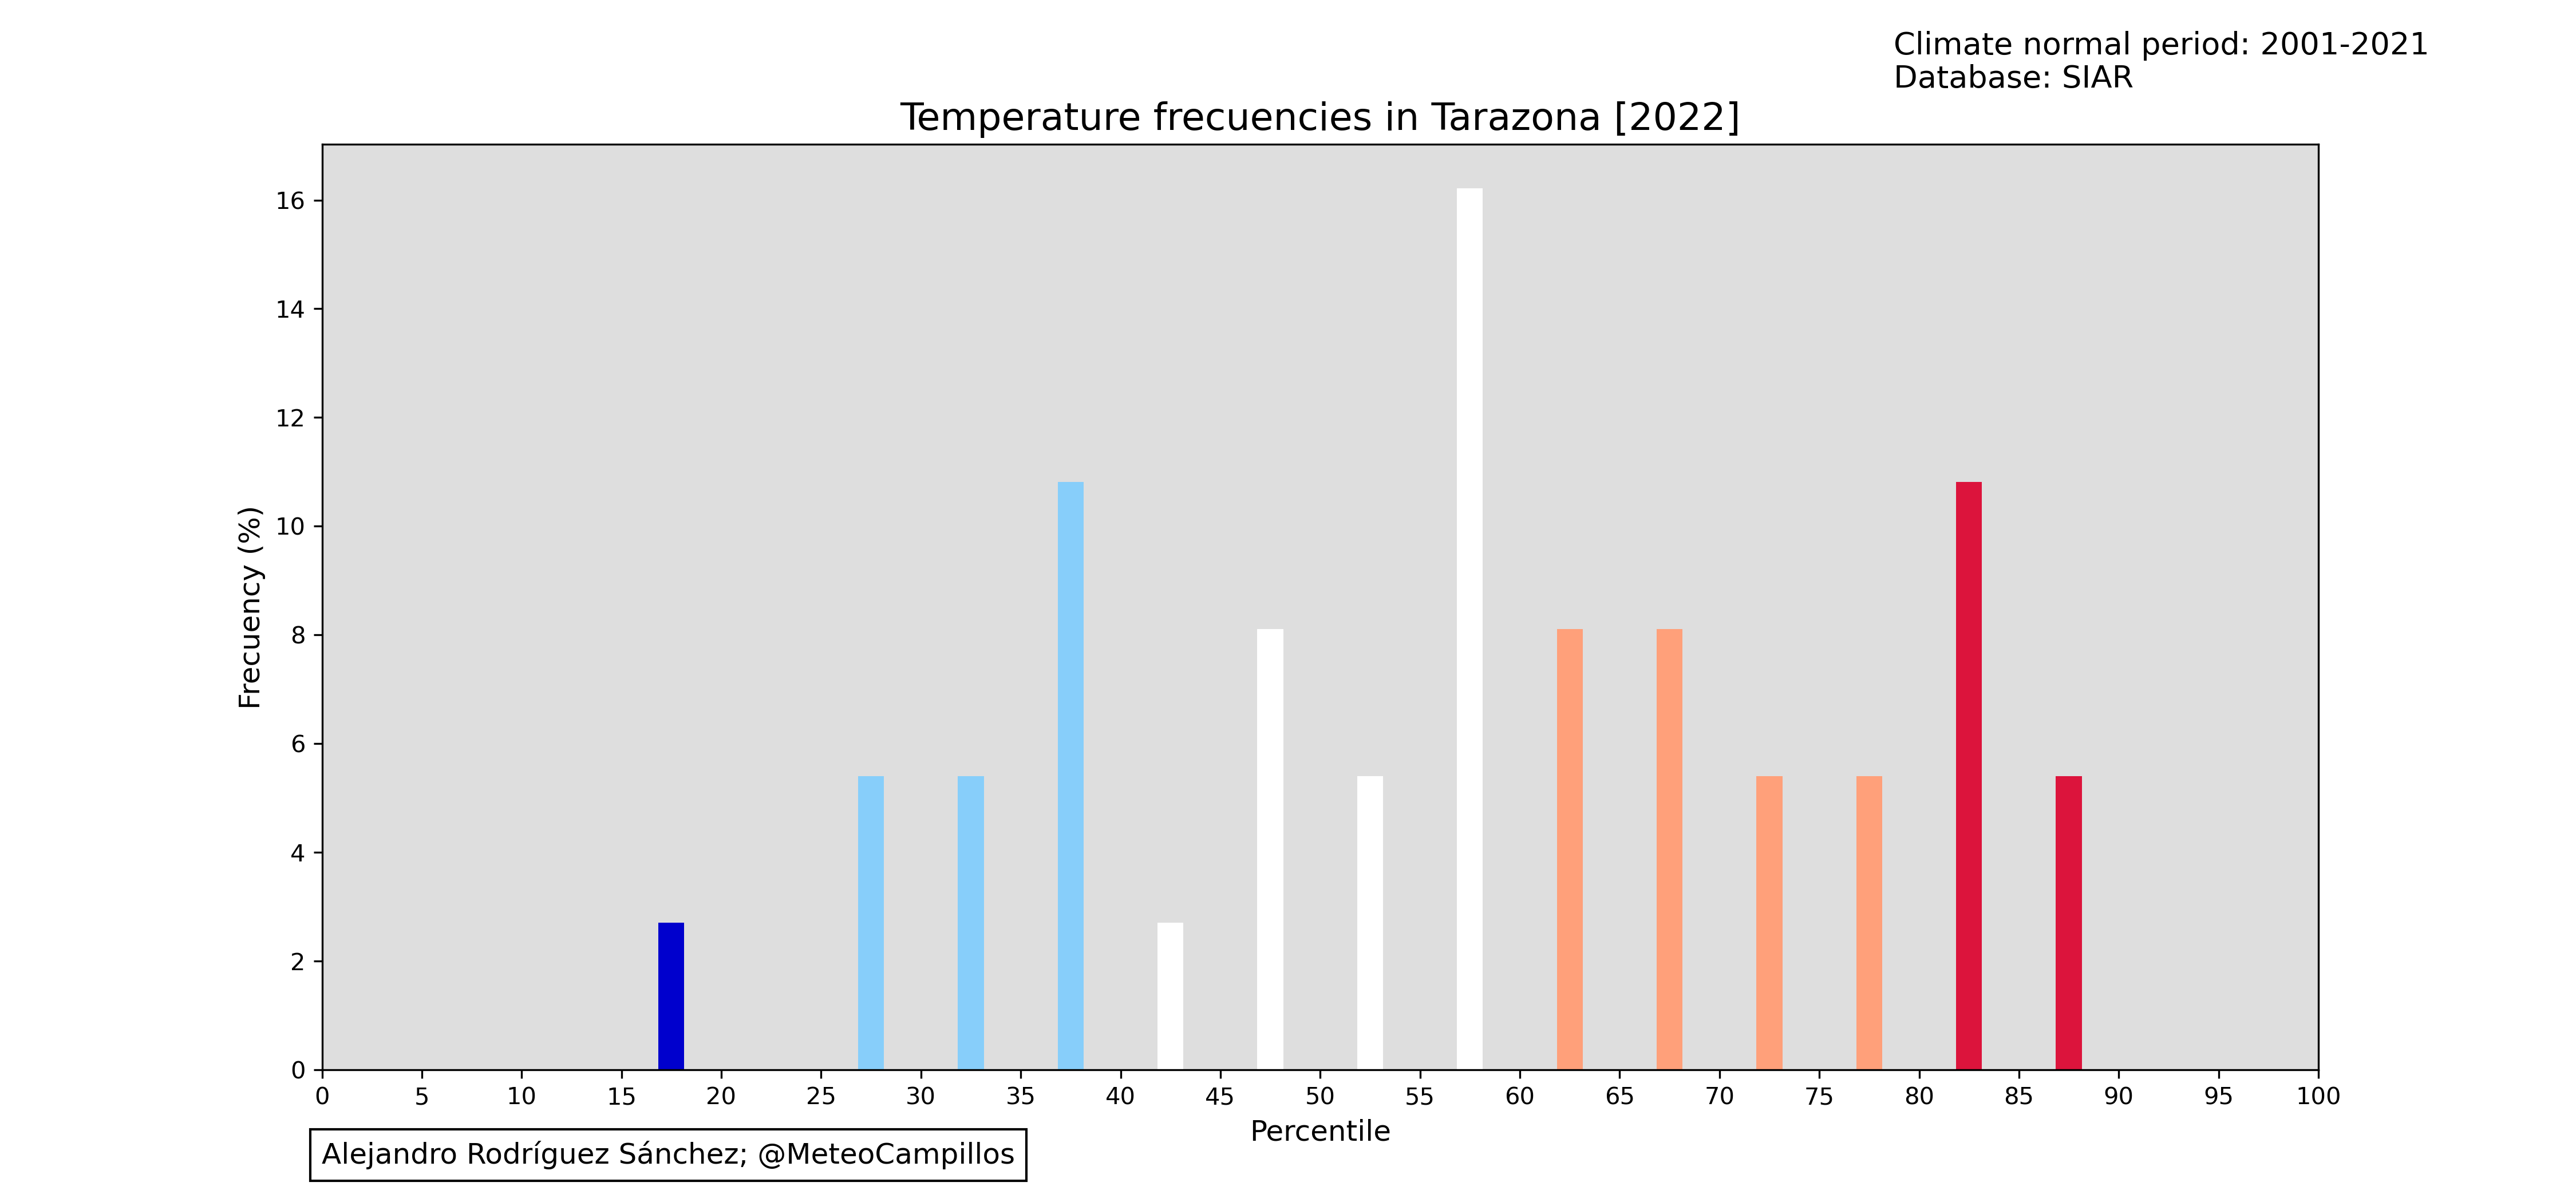 Climate normal period: 2001-2021
Database: SIAR
Temperature frecuencies in Tarazona [2022]
Frecuency (%)
16
14
12
10
8
6
4
2
0
0 5 10 15 20 25 30 35 40 45 50 55 60 65 70 75 80 85 90 95 100
Percentile
Alejandro Rodríguez Sánchez; @MeteoCampillos